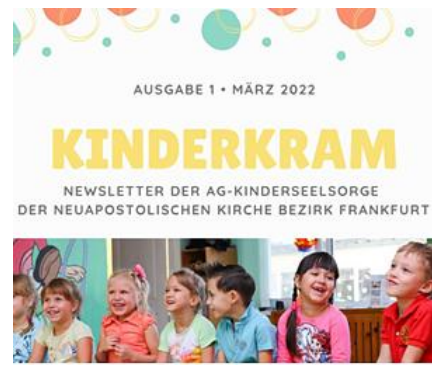 AUSGABE 1 • MÄRZ 2022
KINDERKRAM
NEWSLETTER DER AG-KINDERSEELSORGE
DER NEUAPOSTOLISCHEN KIRCHE BEZIRK FRANKFURT